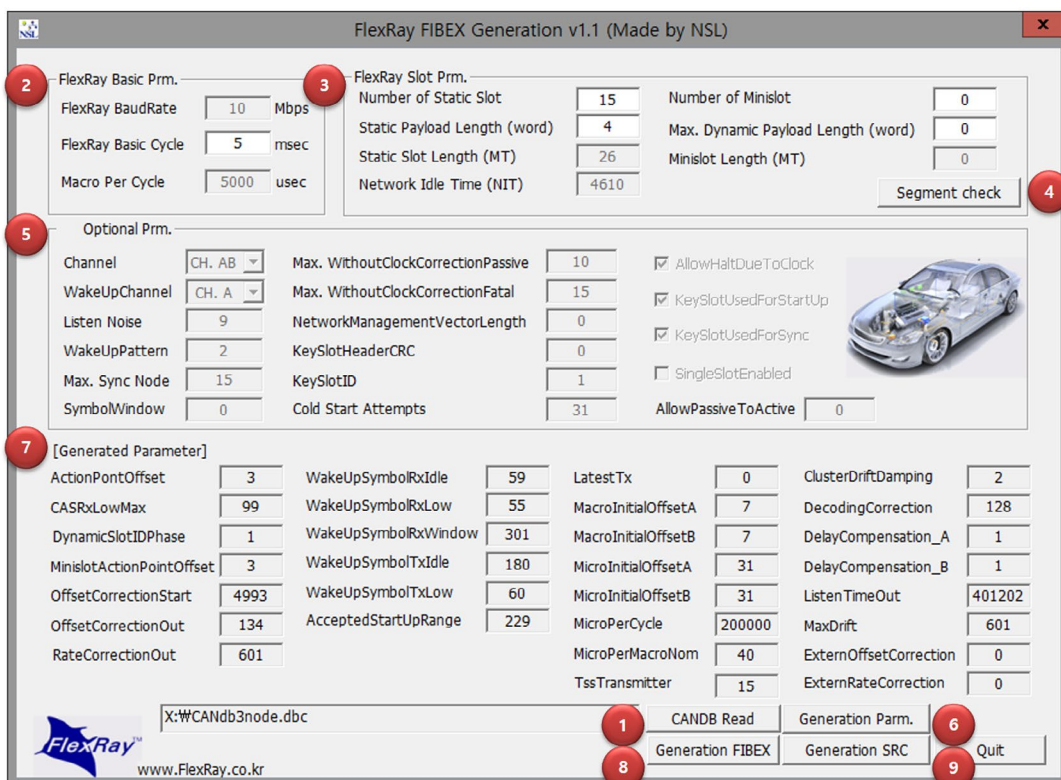 NSL
FlexRay FIBEX Generation v1.1 (Made by NSL)
x
2
FlexRay Basic Prm.
FlexRay BaudRate 10 Mbps
FlexRay Basic Cycle 5 msec
Macro Per Cycle 5000 usec
3
FlexRay Slot Prm.
Number of Static Slot 15
Static Payload Length (word) 4
Static Slot Length (MT) 26
Network Idle Time (NIT) 4610
Number of Minislot 0
Max. Dynamic Payload Length (word) 0
Minislot Length (MT) 0
Segment check
4
5
Optional Prm.
Channel CH. AB
WakeUpChannel CH. A
Listen Noise 9
WakeUpPattern 2
Max. Sync Node 15
SymbolWindow 0
Max. WithoutClockCorrectionPassive 10
Max. WithoutClockCorrectionFatal 15
NetworkManagementVectorLength 0
KeySlotHeaderCRC 0
KeySlotID 1
Cold Start Attempts 31
AllowHaltDueToClock
KeySlotUsedForStartUp
KeySlotUsedForSync
SingleSlotEnabled
AllowPassiveToActive 0
7
[Generated Parameter]
ActionPontOffset 3
CASRxLowMax 99
DynamicSlotIDPhase 1
MinislotActionPointOffset 3
OffsetCorrectionStart 4993
OffsetCorrectionOut 134
RateCorrectionOut 601
WakeUpSymbolRxIdle 59
WakeUpSymbolRxLow 55
WakeUpSymbolRxWindow 301
WakeUpSymbolTxIdle 180
WakeUpSymbolTxLow 60
AcceptedStartUpRange 229
LatestTx 0
MacroInitialOffsetA 7
MacroInitialOffsetB 7
MicroInitialOffsetA 31
MicroInitialOffsetB 31
MicroPerCycle 200000
MicroPerMacroNom 40
TssTransmitter 15
ClusterDriftDamping 2
DecodingCorrection 128
DelayCompensation_A 1
DelayCompensation_B 1
ListenTimeOut 401202
MaxDrift 601
ExternOffsetCorrection 0
ExternRateCorrection 0
X:₩CANdb3node.dbc
1
CANDB Read
Generation Parm.
6
FlexRay™
www.FlexRay.co.kr
8
Generation FIBEX
Generation SRC
9
Quit